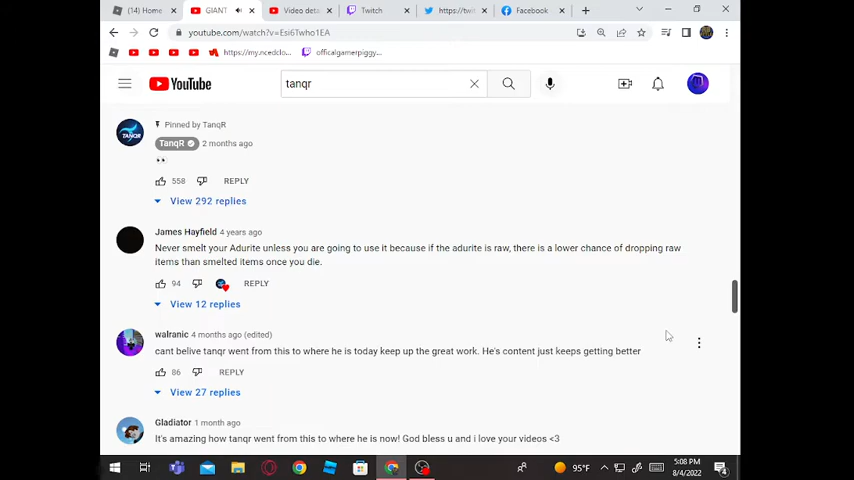 (14) Home
GIANT
Video deta
Twitch
https://twit
Facebook
youtube.com/watch?v=Esi6Twho1EA
https://my.ncedclo...
officalgamerpiggy...
YouTube
tanqr
TANQR
Pinned by TanqR
TanqR 2 months ago
👀
558 REPLY
View 292 replies
James Hayfield 4 years ago
Never smelt your Adurite unless you are going to use it because if the adurite is raw, there is a lower chance of dropping raw
items than smelted items once you die.
94 REPLY
View 12 replies
walranic 4 months ago (edited)
cant belive tanqr went from this to where he is today keep up the great work. He's content just keeps getting better
86 REPLY
View 27 replies
Gladiator 1 month ago
It's amazing how tanqr went from this to where he is now! God bless u and i love your videos <3
95°F
5:08 PM
8/4/2022
4